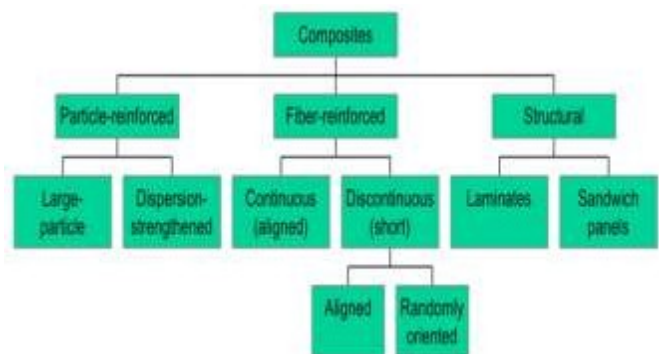 Composites
Particle-reinforced
Fiber-reinforced
Structural
Large-
particle
Dispersion-
strengthened
Continuous
(aligned)
Discontinuous
(short)
Laminates
Sandwich
panels
Aligned
Randomly
oriented